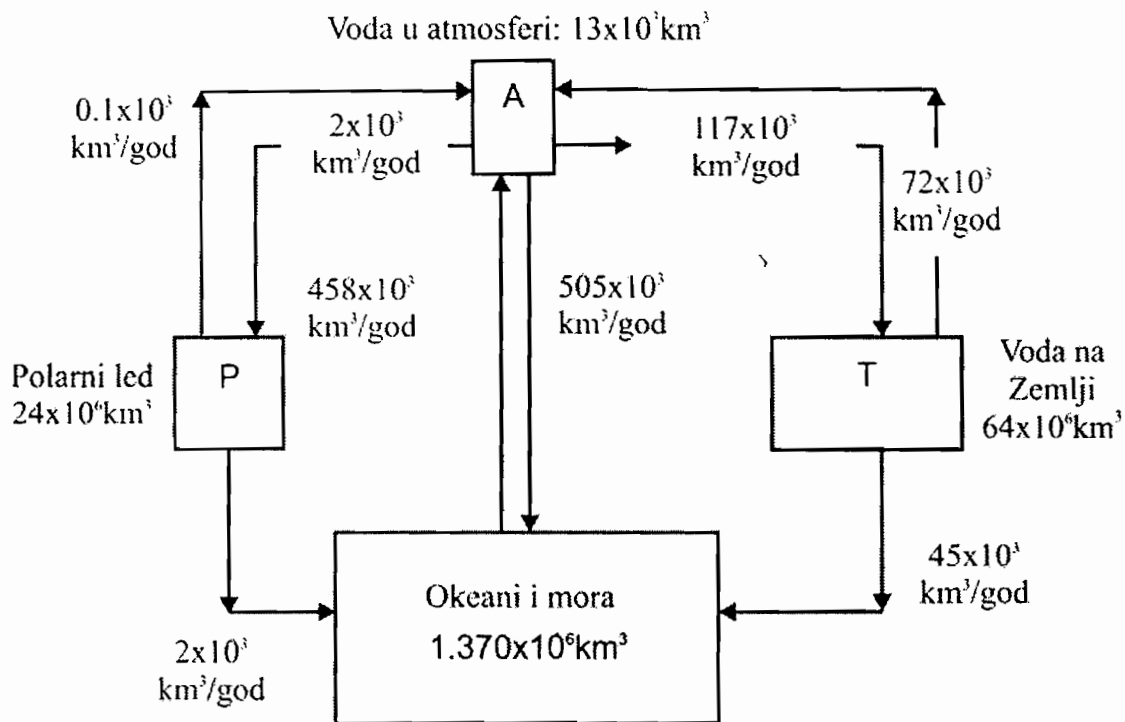 Voda u atmosferi: 13x10³km³
A
0.1x10³
km³/god
2x10³
km³/god
117x10³
km³/god
72x10³
km³/god
458x10³
km³/god
505x10³
km³/god
Polarni led
24x10⁶km³
P
T
Voda na
Zemlji
64x10⁶km³
Okeani i mora
1.370x10⁶km³
45x10³
km³/god
2x10³
km³/god